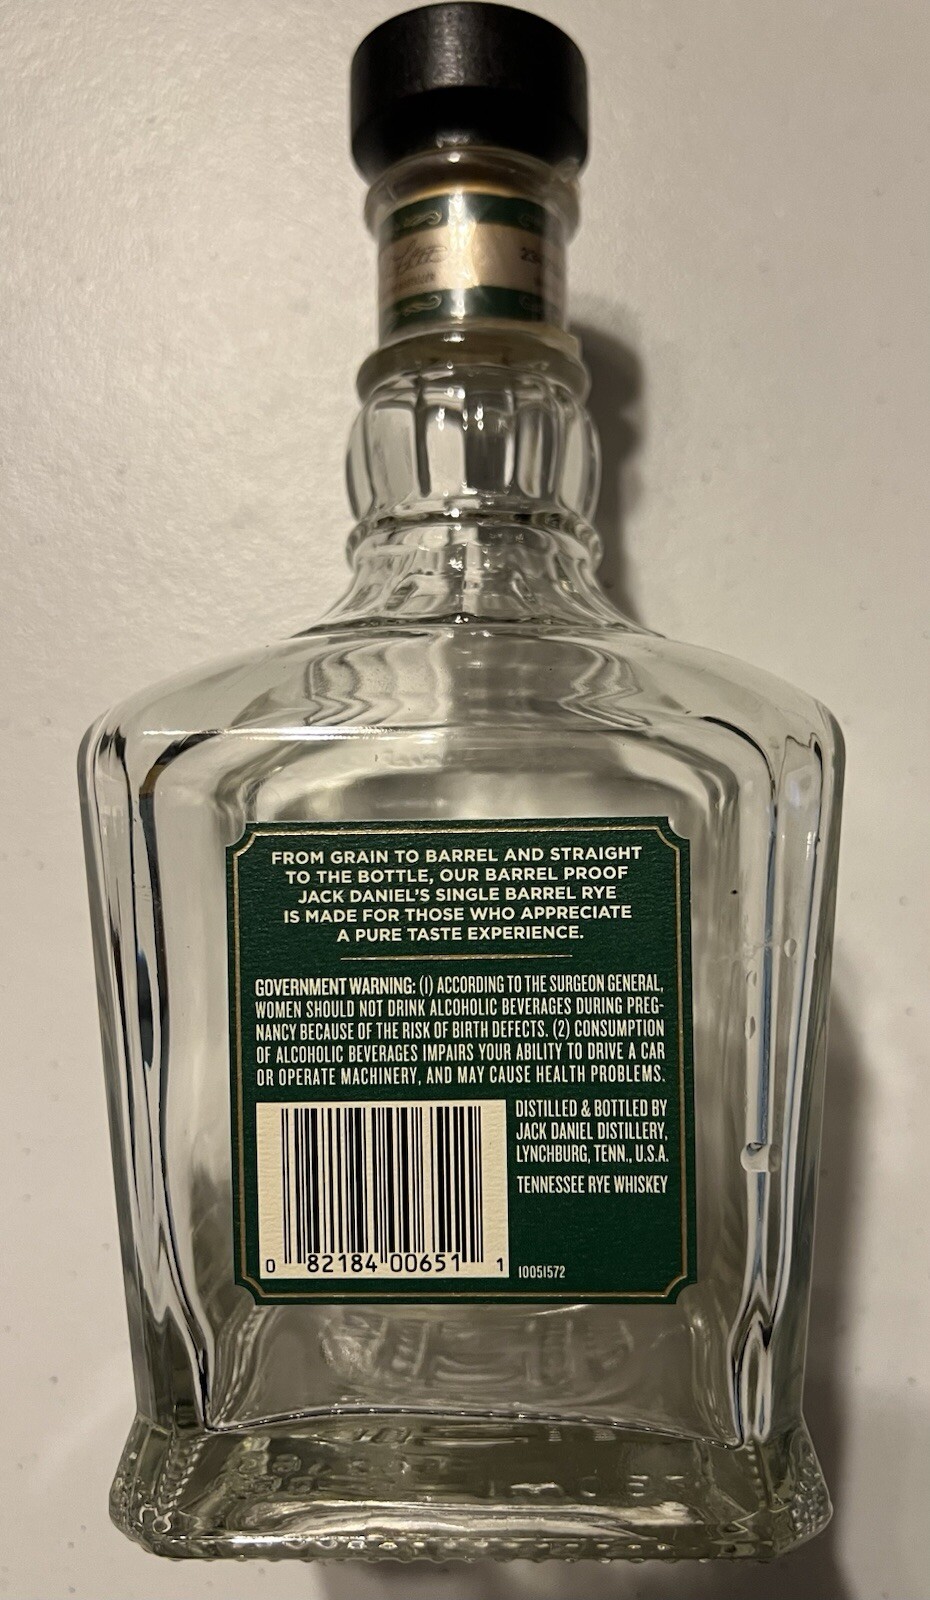 FROM GRAIN TO BARREL AND STRAIGHT
TO THE BOTTLE, OUR BARREL PROOF
JACK DANIEL'S SINGLE BARREL RYE
IS MADE FOR THOSE WHO APPRECIATE
A PURE TASTE EXPERIENCE.
GOVERNMENT WARNING: (1) ACCORDING TO THE SURGEON GENERAL,
WOMEN SHOULD NOT DRINK ALCOHOLIC BEVERAGES DURING PREG-
NANCY BECAUSE OF THE RISK OF BIRTH DEFECTS. (2) CONSUMPTION
OF ALCOHOLIC BEVERAGES IMPAIRS YOUR ABILITY TO DRIVE A CAR
OR OPERATE MACHINERY, AND MAY CAUSE HEALTH PROBLEMS.
DISTILLED & BOTTLED BY
JACK DANIEL DISTILLERY,
LYNCHBURG, TENN., U.S.A.
TENNESSEE RYE WHISKEY
0 82184 00651 1
10051572